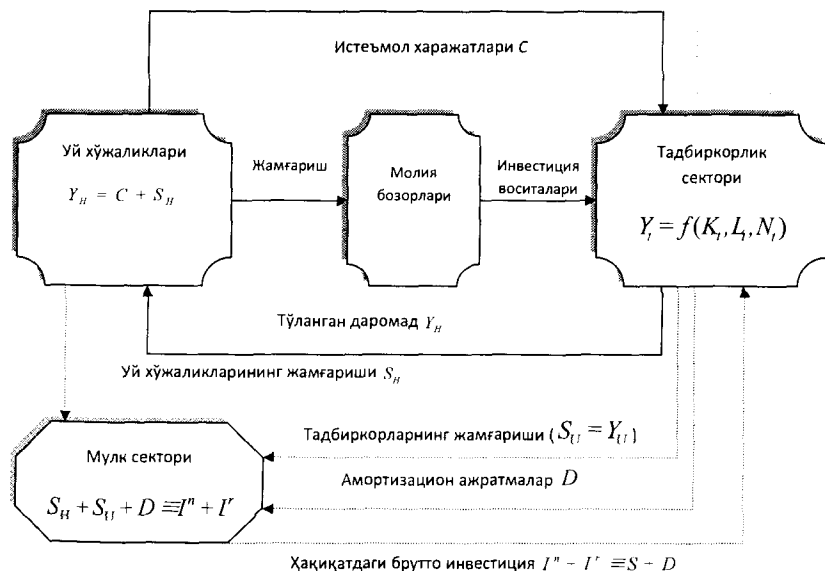 Истеъмол харажатлари C
Уй хўжаликлари
Y_H = C + S_H
Жамғариш
Молия
бозорлари
Инвестиция
воситалари
Тадбиркорлик
сектори
Y_t = f(K_t, L_t, N_t)
Тўланган даромад Y_H
Уй хўжаликларининг жамғариши S_H
Мулк сектори
S_H + S_U + D ≡ I^n + I^r
Тадбиркорларнинг жамғариши (S_U = Y_U)
Амортизацион ажратмалар D
Ҳақиқатдаги брутто инвестиция I^n − I^r ≡ S − D